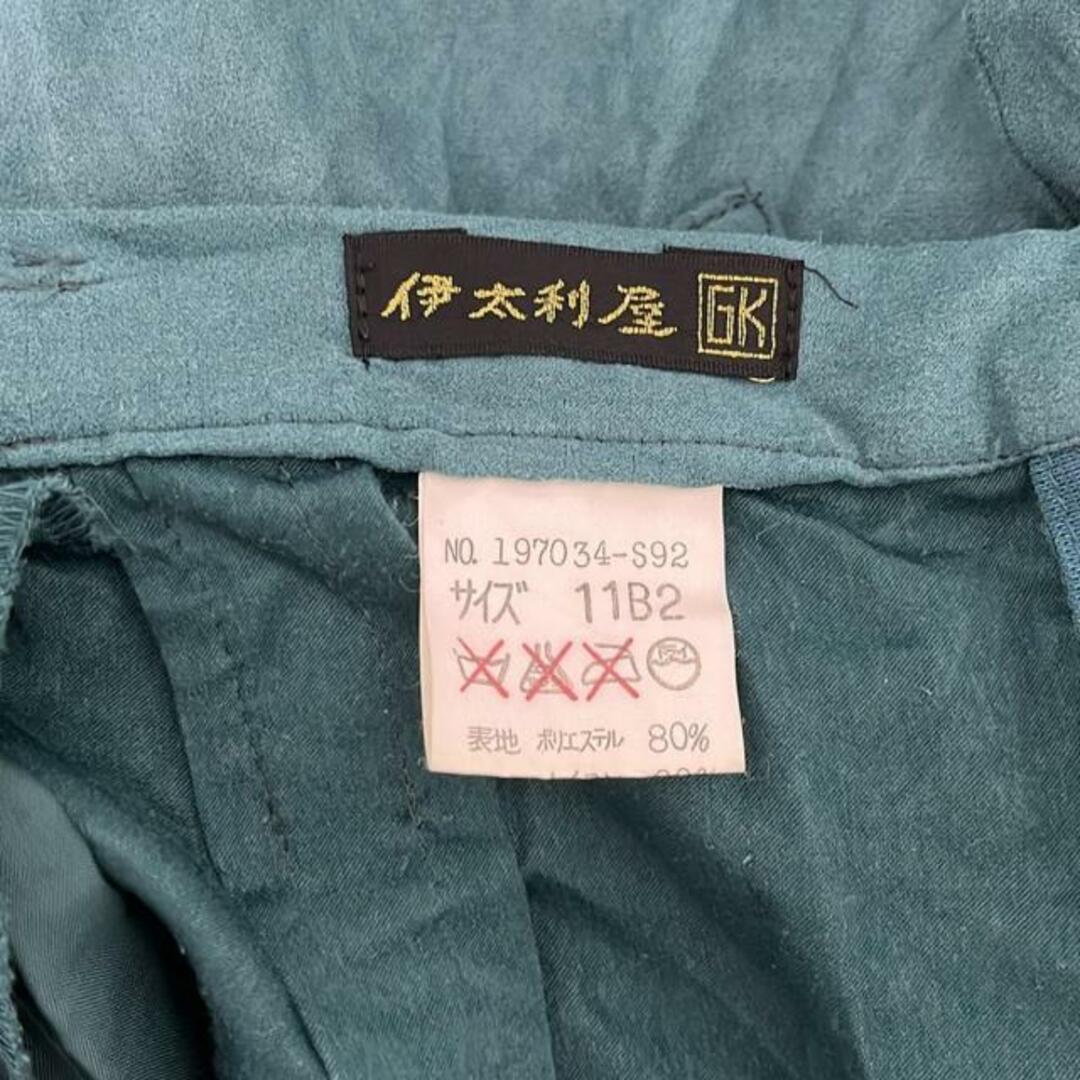 伊太利屋 GK
NO. 197034-S92
サイズ 11B2
表地 ポリエステル 80%